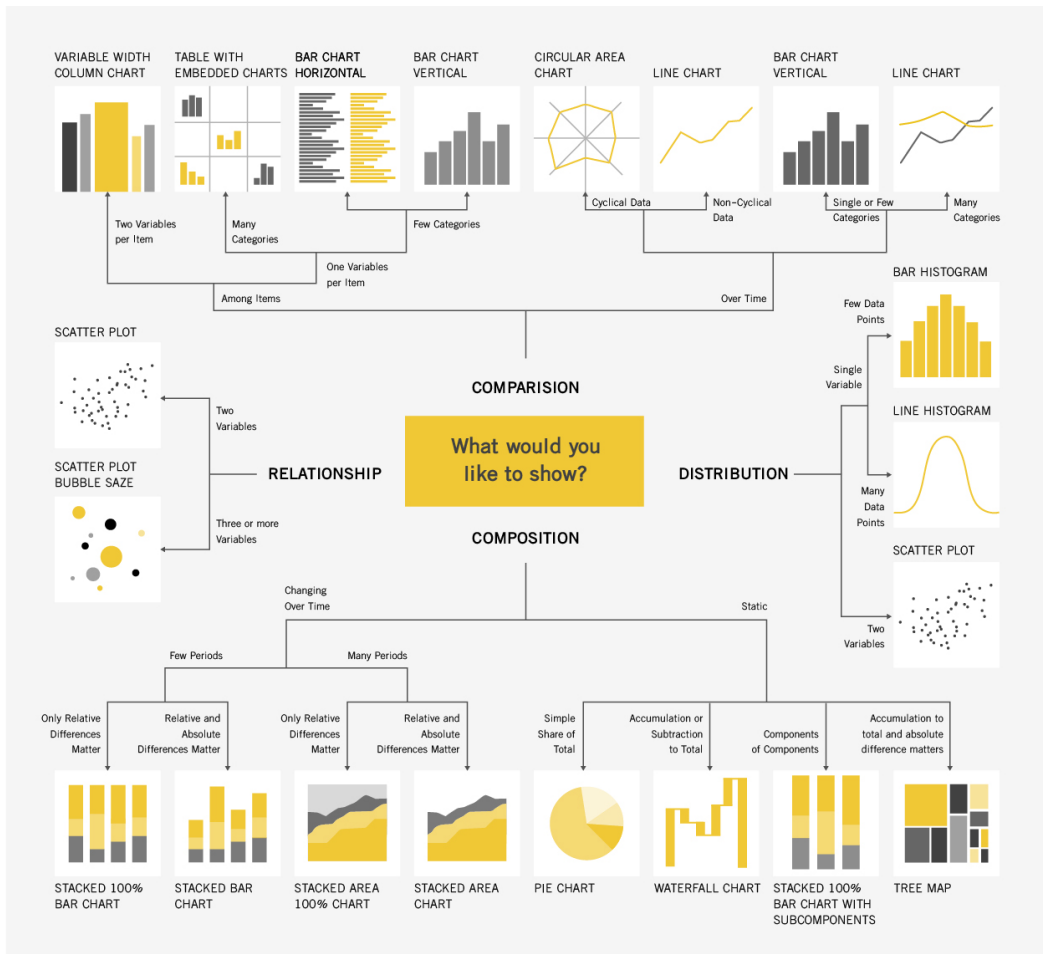 VARIABLE WIDTH
COLUMN CHART
TABLE WITH
EMBEDDED CHARTS
BAR CHART
HORIZONTAL
BAR CHART
VERTICAL
CIRCULAR AREA
CHART
LINE CHART
BAR CHART
VERTICAL
LINE CHART
Two Variables
per Item
Many
Categories
Few Categories
Cyclical Data
Non-Cyclical
Data
Single or Few
Categories
Many
Categories
One Variables
per Item
Among Items
Over Time
COMPARISION
What would you
like to show?
SCATTER PLOT
Two
Variables
RELATIONSHIP
SCATTER PLOT
BUBBLE SAZE
Three or more
Variables
BAR HISTOGRAM
Few Data
Points
Single
Variable
LINE HISTOGRAM
DISTRIBUTION
Many
Data
Points
SCATTER PLOT
Two
Variables
COMPOSITION
Changing
Over Time
Static
Few Periods
Many Periods
Only Relative
Differences
Matter
Relative and
Absolute
Differences Matter
Only Relative
Differences
Matter
Relative and
Absolute
Differences Matter
Simple
Share of
Total
Accumulation or
Subtraction
to Total
Components
of Components
Accumulation to
total and absolute
difference matters
STACKED 100%
BAR CHART
STACKED BAR
CHART
STACKED AREA
100% CHART
STACKED AREA
CHART
PIE CHART
WATERFALL CHART
STACKED 100%
BAR CHART WITH
SUBCOMPONENTS
TREE MAP